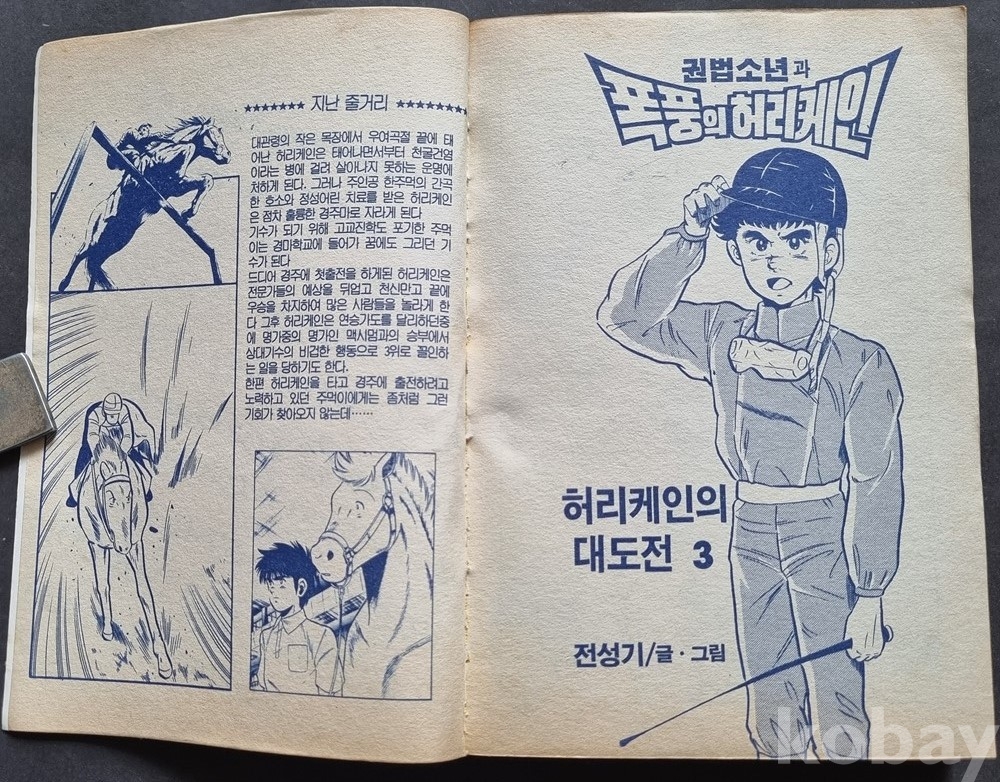 ★★★★★★★ 지난 줄거리 ★★★★★★★
대관령의 작은 목장에서 우여곡절 끝에 태
어난 허리케인은 태어나면서부터 천굴건염
이라는 병에 걸려 살아나지 못하는 운명에
처하게 된다. 그러나 주인공 한주먹의 간곡
한 호소와 정성어린 치료를 받은 허리케인
은 점차 훌륭한 경주마로 자라게 된다
기수가 되기 위해 고교진학도 포기한 주먹
이는 경마학교에 들어가 꿈에도 그리던 기
수가 된다
드디어 경주에 첫출전을 하게된 허리케인은
전문가들의 예상을 뒤업고 천신만고 끝에
우승을 차지하여 많은 사람들을 놀라게 한
다 그후 허리케인은 연승가도를 달리하던중
에 명가중의 명가인 맥시멈과의 승부에서
상대기수의 비겁한 행동으로 3위로 꼴인하
는 일을 당하기도 한다.
한편 허리케인을 타고 경주에 출전하려고
노력하고 있던 주먹이에게는 좀처럼 그런
기회가 찾아오지 않는데……
권법소년과
폭풍의 허리케인
허리케인의
대도전 3
전성기/글·그림
kobay